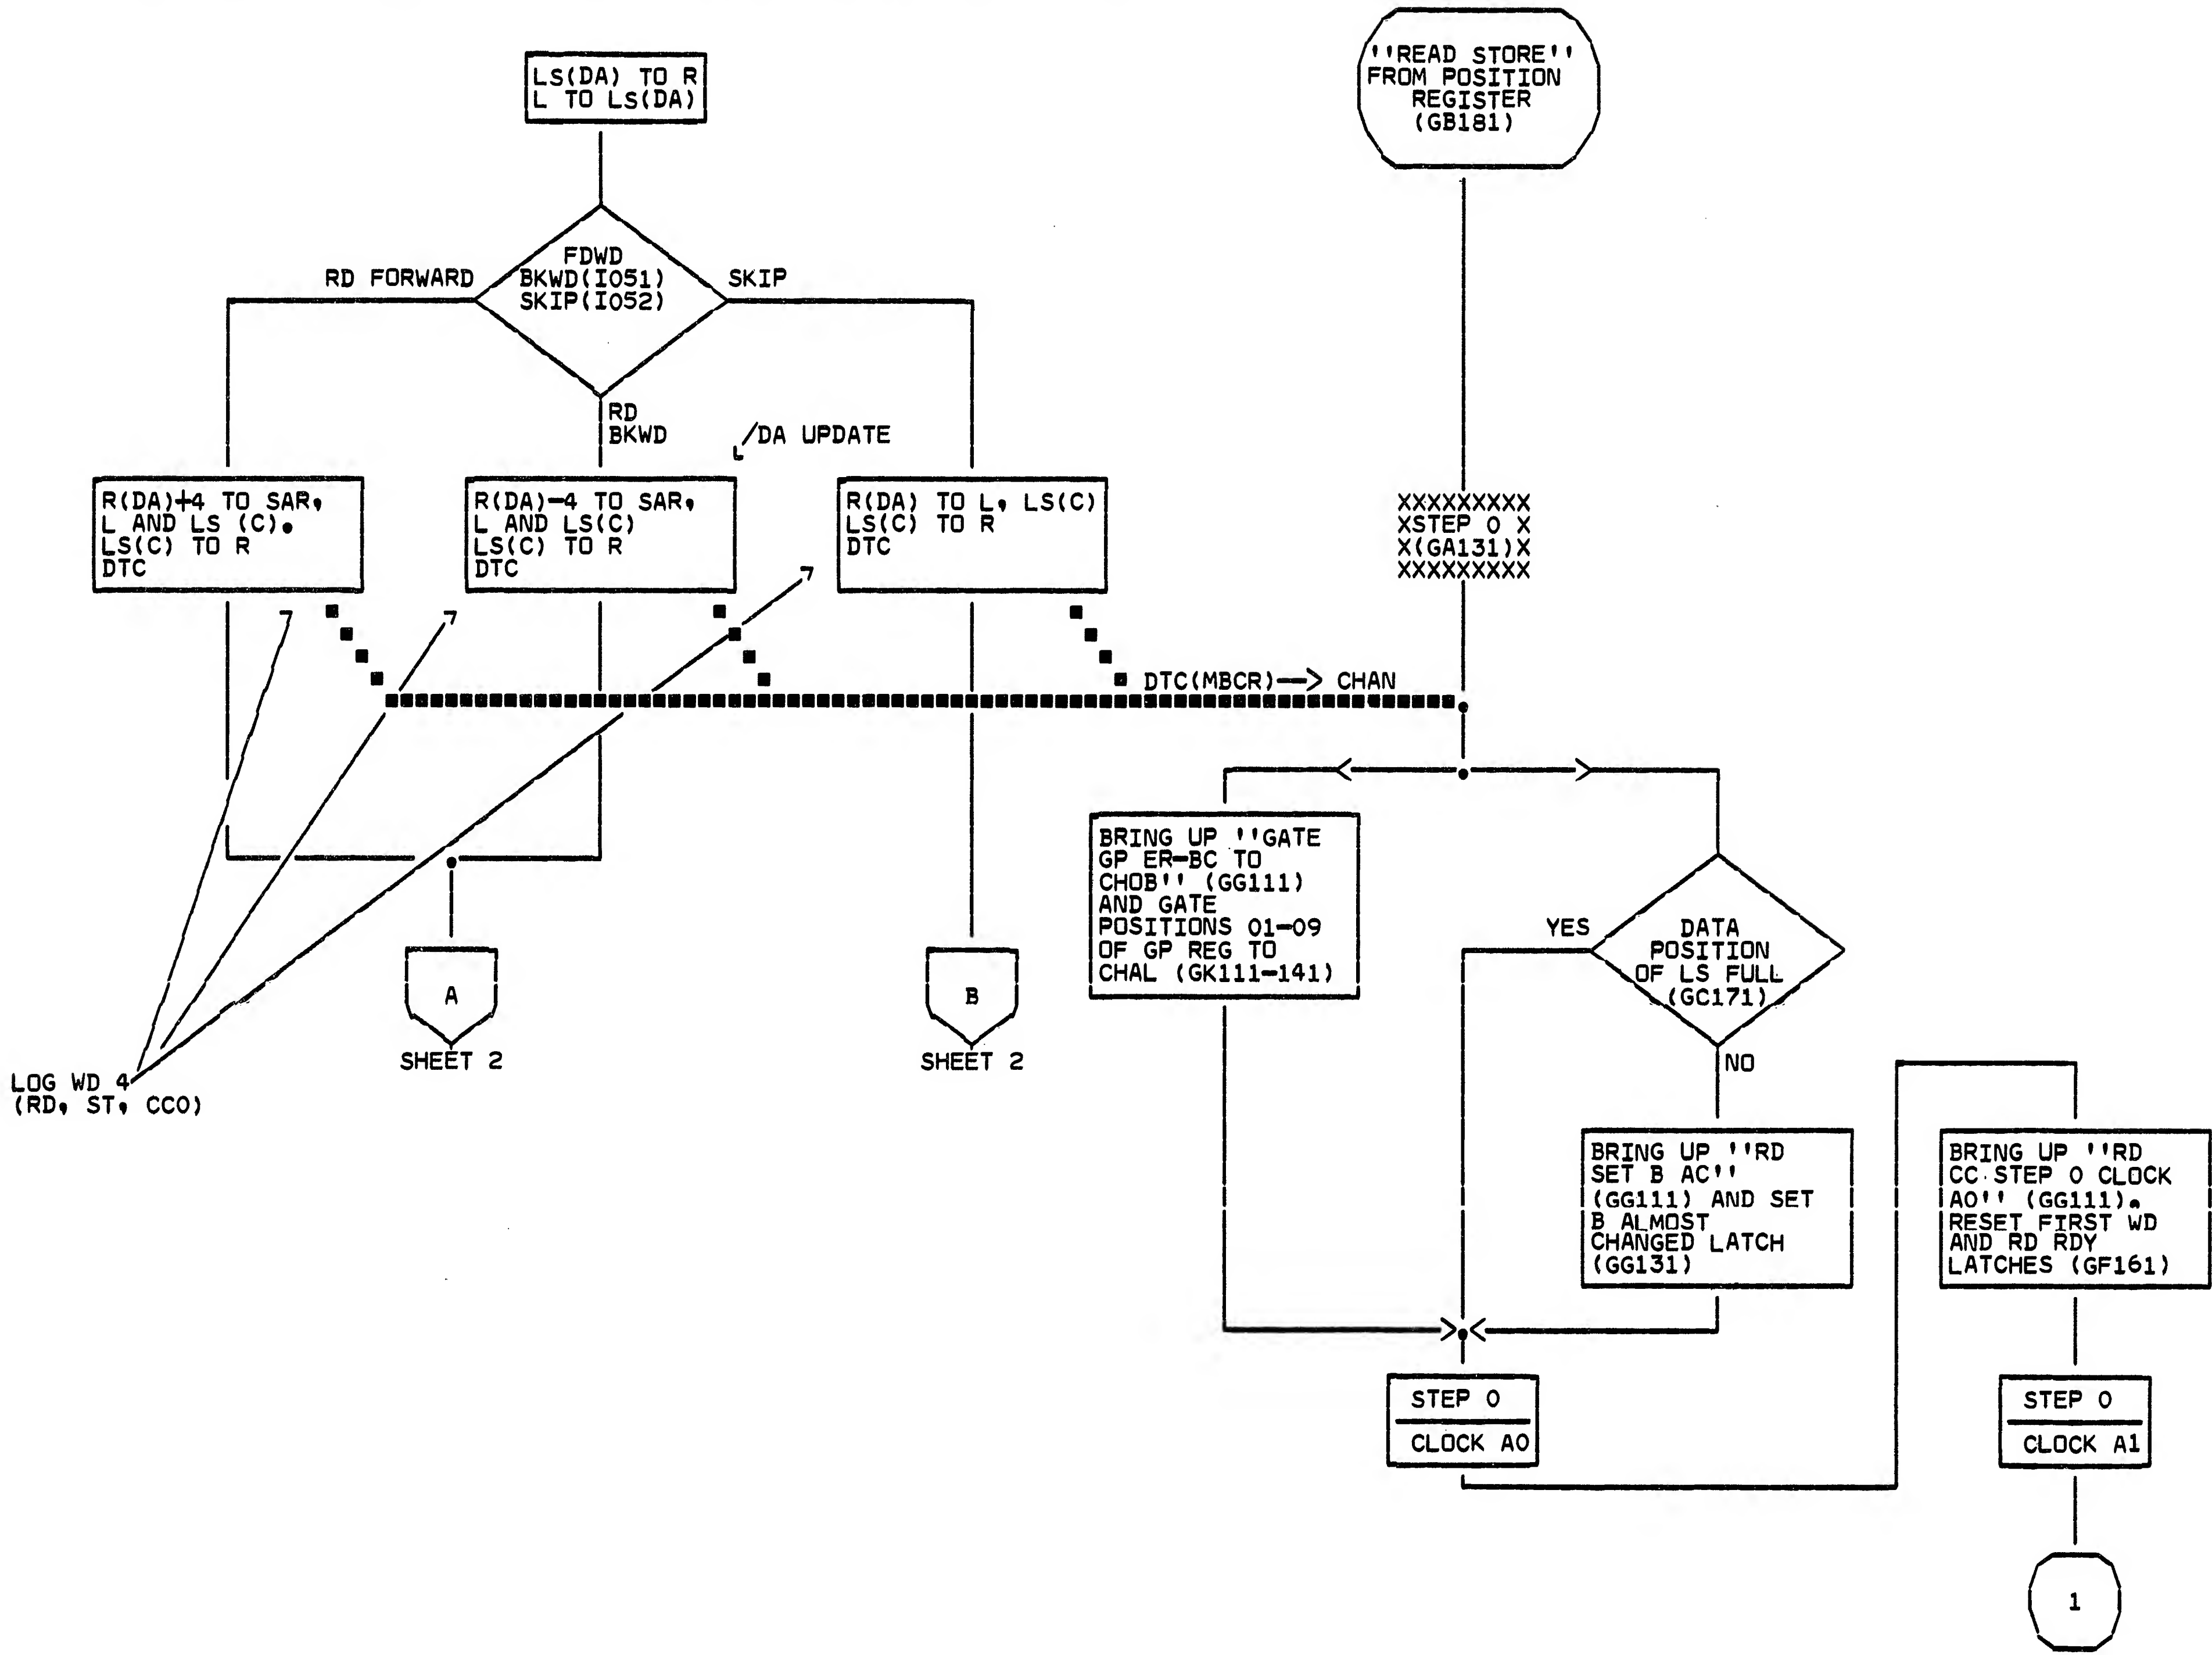 LS(DA) TO R
L TO LS(DA)
''READ STORE''
FROM POSITION
REGISTER
(GB181)
FDWD
BKWD(IO51)
SKIP(IO52)
RD FORWARD
SKIP
RD
BKWD
/DA UPDATE
R(DA)+4 TO SAR,
L AND LS (C).
LS(C) TO R
DTC
R(DA)-4 TO SAR,
L AND LS(C)
LS(C) TO R
DTC
R(DA) TO L, LS(C)
LS(C) TO R
DTC
XXXXXXXXX
XSTEP 0 X
X(GA131)X
XXXXXXXXX
DTC(MBCR)—> CHAN
BRING UP ''GATE
GP ER-BC TO
CHOB'' (GG111)
AND GATE
POSITIONS 01-09
OF GP REG TO
CHAL (GK111-141)
YES
DATA
POSITION
OF LS FULL
(GC171)
NO
A
SHEET 2
B
SHEET 2
LOG WD 4
(RD, ST, CC0)
BRING UP ''RD
SET B AC''
(GG111) AND SET
B ALMOST
CHANGED LATCH
(GG131)
BRING UP ''RD
CC STEP 0 CLOCK
A0'' (GG111).
RESET FIRST WD
AND RD RDY
LATCHES (GF161)
STEP 0
CLOCK A0
STEP 0
CLOCK A1
1